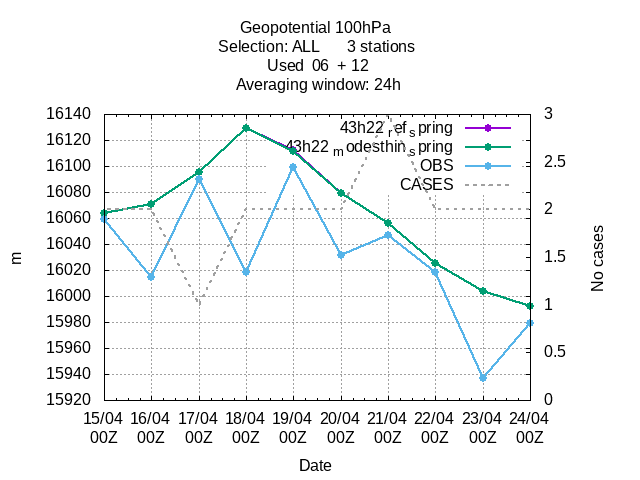 Geopotential 100hPa
Selection: ALL 3 stations
Used 06 + 12
Averaging window: 24h
16140
16120
16100
16080
16060
16040
16020
16000
15980
15960
15940
15920
m
3
2.5
2
1.5
1
0.5
0
No cases
43h22 ref spring
43h22 modesthin spring
OBS
CASES
15/04 16/04 17/04 18/04 19/04 20/04 21/04 22/04 23/04 24/04
00Z 00Z 00Z 00Z 00Z 00Z 00Z 00Z 00Z 00Z
Date